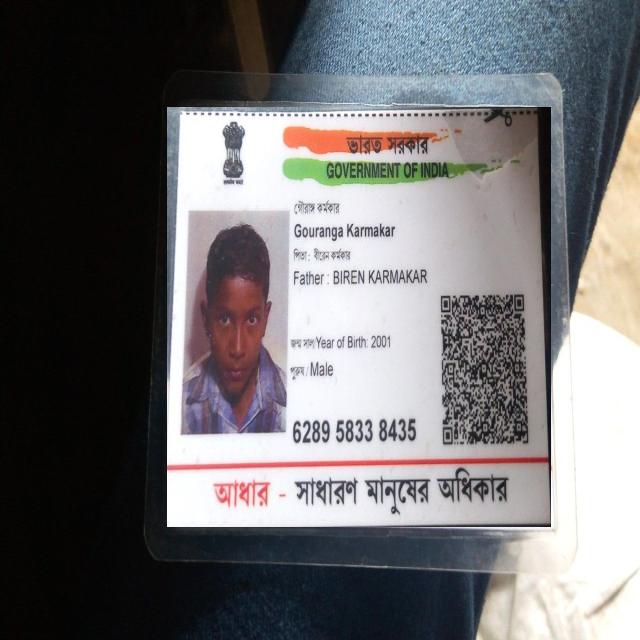 ভারত সরকার
GOVERNMENT OF INDIA
গৌরাঙ্গ কর্মকার
Gouranga Karmakar
পিতা : বীরেন কর্মকার
Father : BIREN KARMAKAR
জন্ম সাল/Year of Birth: 2001
পুরুষ / Male
6289 5833 8435
আধার - সাধারণ মানুষের অধিকার